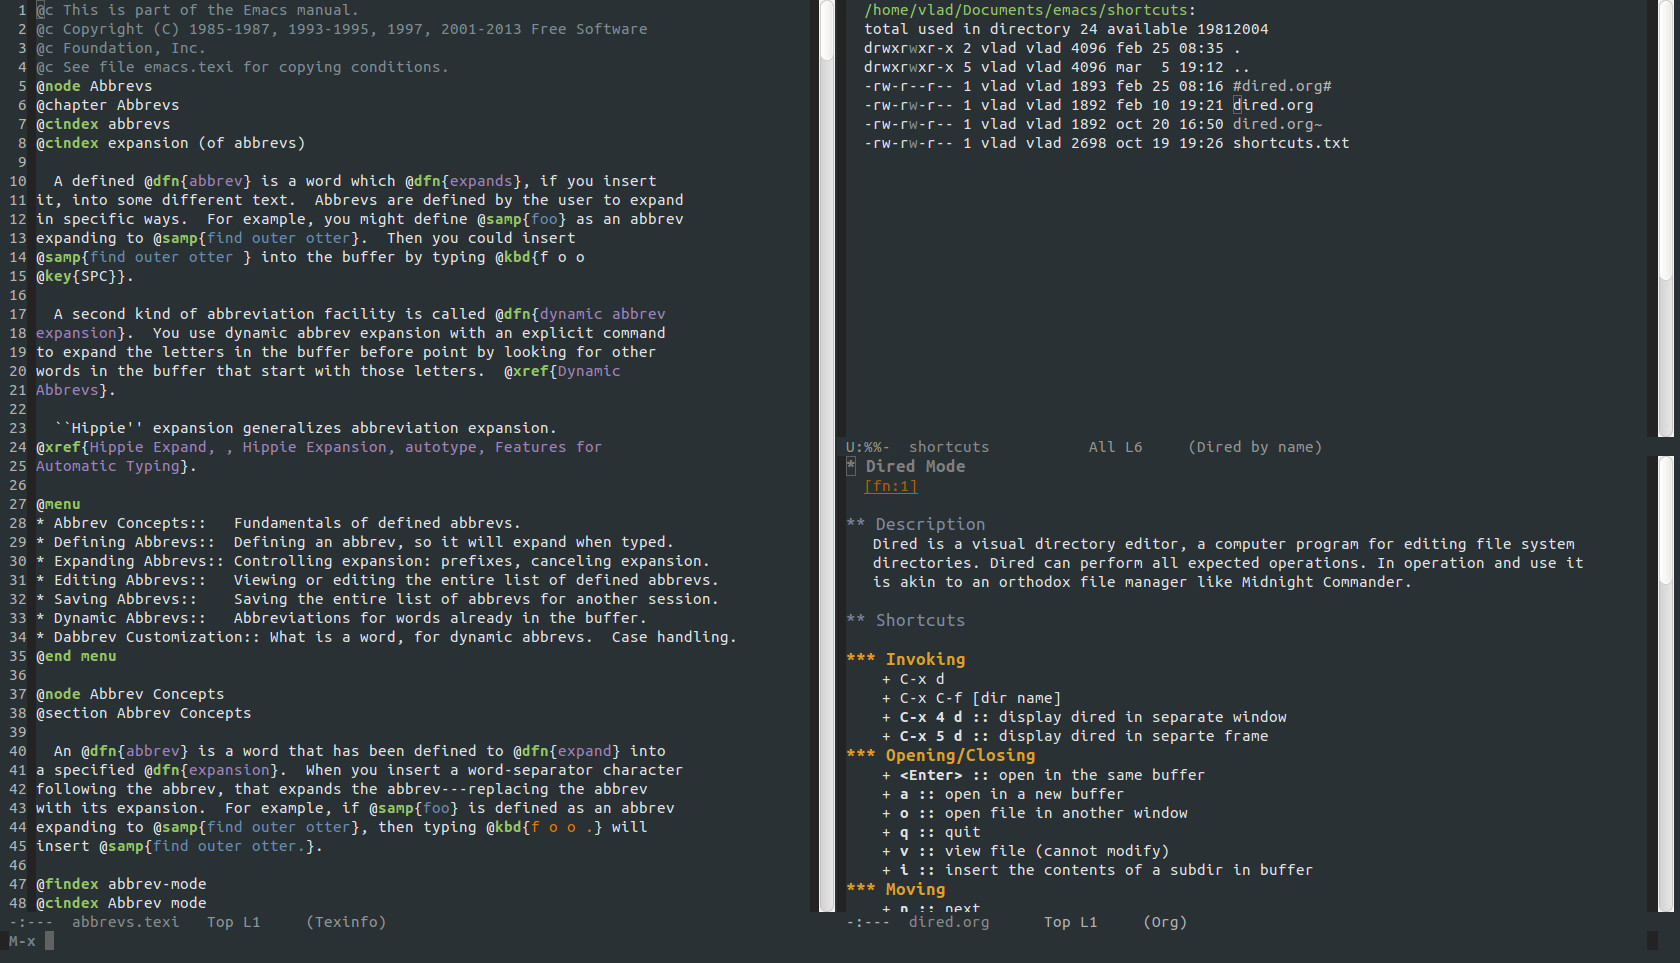 1 @c This is part of the Emacs manual.
2 @c Copyright (C) 1985-1987, 1993-1995, 1997, 2001-2013 Free Software
3 @c Foundation, Inc.
4 @c See file emacs.texi for copying conditions.
5 @node Abbrevs
6 @chapter Abbrevs
7 @cindex abbrevs
8 @cindex expansion (of abbrevs)
9
10   A defined @dfn{abbrev} is a word which @dfn{expands}, if you insert
11 it, into some different text.  Abbrevs are defined by the user to expand
12 in specific ways.  For example, you might define @samp{foo} as an abbrev
13 expanding to @samp{find outer otter}.  Then you could insert
14 @samp{find outer otter } into the buffer by typing @kbd{f o o
15 @key{SPC}}.
16
17   A second kind of abbreviation facility is called @dfn{dynamic abbrev
18 expansion}.  You use dynamic abbrev expansion with an explicit command
19 to expand the letters in the buffer before point by looking for other
20 words in the buffer that start with those letters.  @xref{Dynamic
21 Abbrevs}.
22
23   ``Hippie'' expansion generalizes abbreviation expansion.
24 @xref{Hippie Expand, , Hippie Expansion, autotype, Features for
25 Automatic Typing}.
26
27 @menu
28 * Abbrev Concepts::   Fundamentals of defined abbrevs.
29 * Defining Abbrevs::  Defining an abbrev, so it will expand when typed.
30 * Expanding Abbrevs:: Controlling expansion: prefixes, canceling expansion.
31 * Editing Abbrevs::   Viewing or editing the entire list of defined abbrevs.
32 * Saving Abbrevs::    Saving the entire list of abbrevs for another session.
33 * Dynamic Abbrevs::   Abbreviations for words already in the buffer.
34 * Dabbrev Customization:: What is a word, for dynamic abbrevs.  Case handling.
35 @end menu
36
37 @node Abbrev Concepts
38 @section Abbrev Concepts
39
40   An @dfn{abbrev} is a word that has been defined to @dfn{expand} into
41 a specified @dfn{expansion}.  When you insert a word-separator character
42 following the abbrev, that expands the abbrev---replacing the abbrev
43 with its expansion.  For example, if @samp{foo} is defined as an abbrev
44 expanding to @samp{find outer otter}, then typing @kbd{f o o .} will
45 insert @samp{find outer otter.}.
46
47 @findex abbrev-mode
48 @cindex Abbrev mode
-:---  abbrevs.texi   Top L1     (Texinfo)
M-x
/home/vlad/Documents/emacs/shortcuts:
total used in directory 24 available 19812004
drwxrwxr-x 2 vlad vlad 4096 feb 25 08:35 .
drwxrwxr-x 5 vlad vlad 4096 mar  5 19:12 ..
-rw-r--r-- 1 vlad vlad 1893 feb 25 08:16 #dired.org#
-rw-rw-r-- 1 vlad vlad 1892 feb 10 19:21 dired.org
-rw-rw-r-- 1 vlad vlad 1892 oct 20 16:50 dired.org~
-rw-rw-r-- 1 vlad vlad 2698 oct 19 19:26 shortcuts.txt
U:%%-  shortcuts           All L6     (Dired by name)
* Dired Mode
[fn:1]
** Description
Dired is a visual directory editor, a computer program for editing file system
directories. Dired can perform all expected operations. In operation and use it
is akin to an orthodox file manager like Midnight Commander.
** Shortcuts
*** Invoking
+ C-x d
+ C-x C-f [dir name]
+ C-x 4 d :: display dired in separate window
+ C-x 5 d :: display dired in separte frame
*** Opening/Closing
+ <Enter> :: open in the same buffer
+ a :: open in a new buffer
+ o :: open file in another window
+ q :: quit
+ v :: view file (cannot modify)
+ i :: insert the contents of a subdir in buffer
*** Moving
+ n :: next
-:---  dired.org      Top L1     (Org)